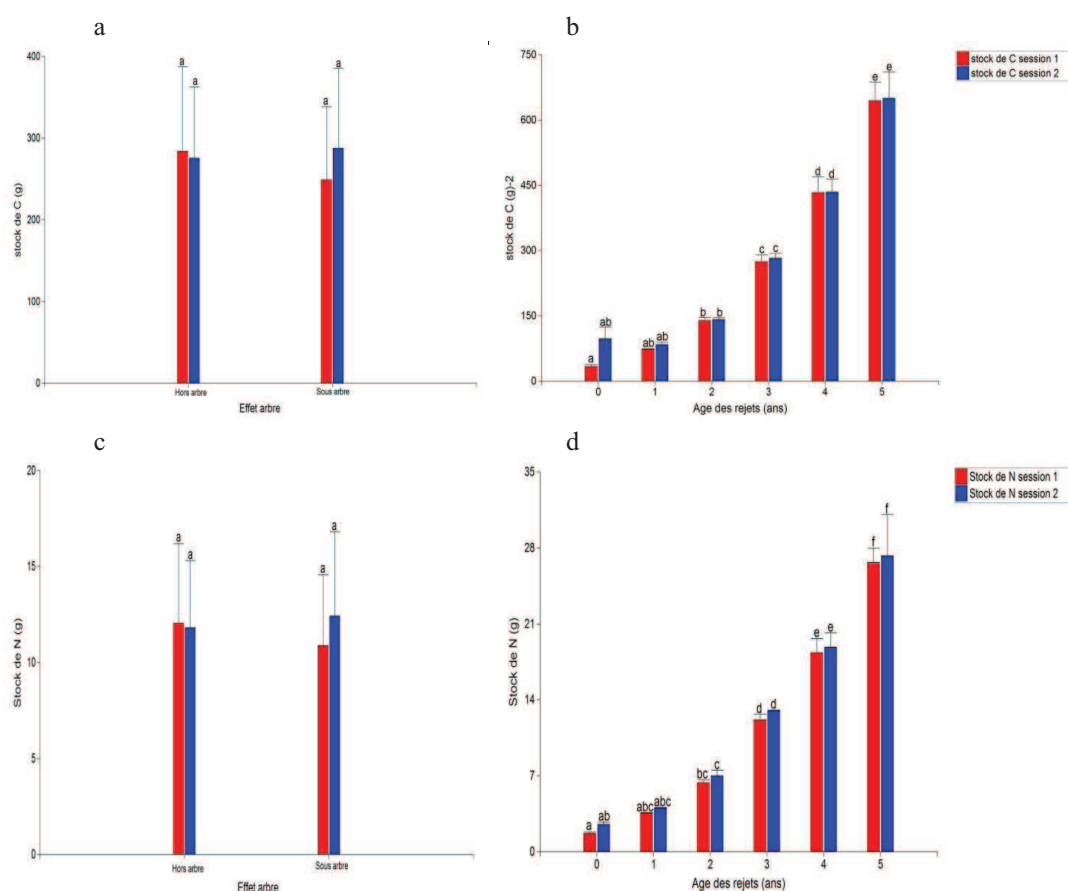 a
400
300
200
100
0
stock de C (g)
a
a
a
a
Hors arbre
Sous arbre
Effet arbre
b
750
600
450
300
150
0
stock de C (g)-2
a
ab
ab
ab
b
b
c
c
d
d
e
e
0
1
2
3
4
5
Age des rejets (ans)
stock de C session 1
stock de C session 2
c
20
15
10
5
0
Stock de N (g)
a
a
a
a
Hors arbre
Sous arbre
Effet arbre
d
35
28
21
14
7
0
Stock de N (g)
a
ab
abc
abc
bc
c
d
d
e
e
f
f
0
1
2
3
4
5
Age des rejets (ans)
Stock de N session 1
Stock de N session 2